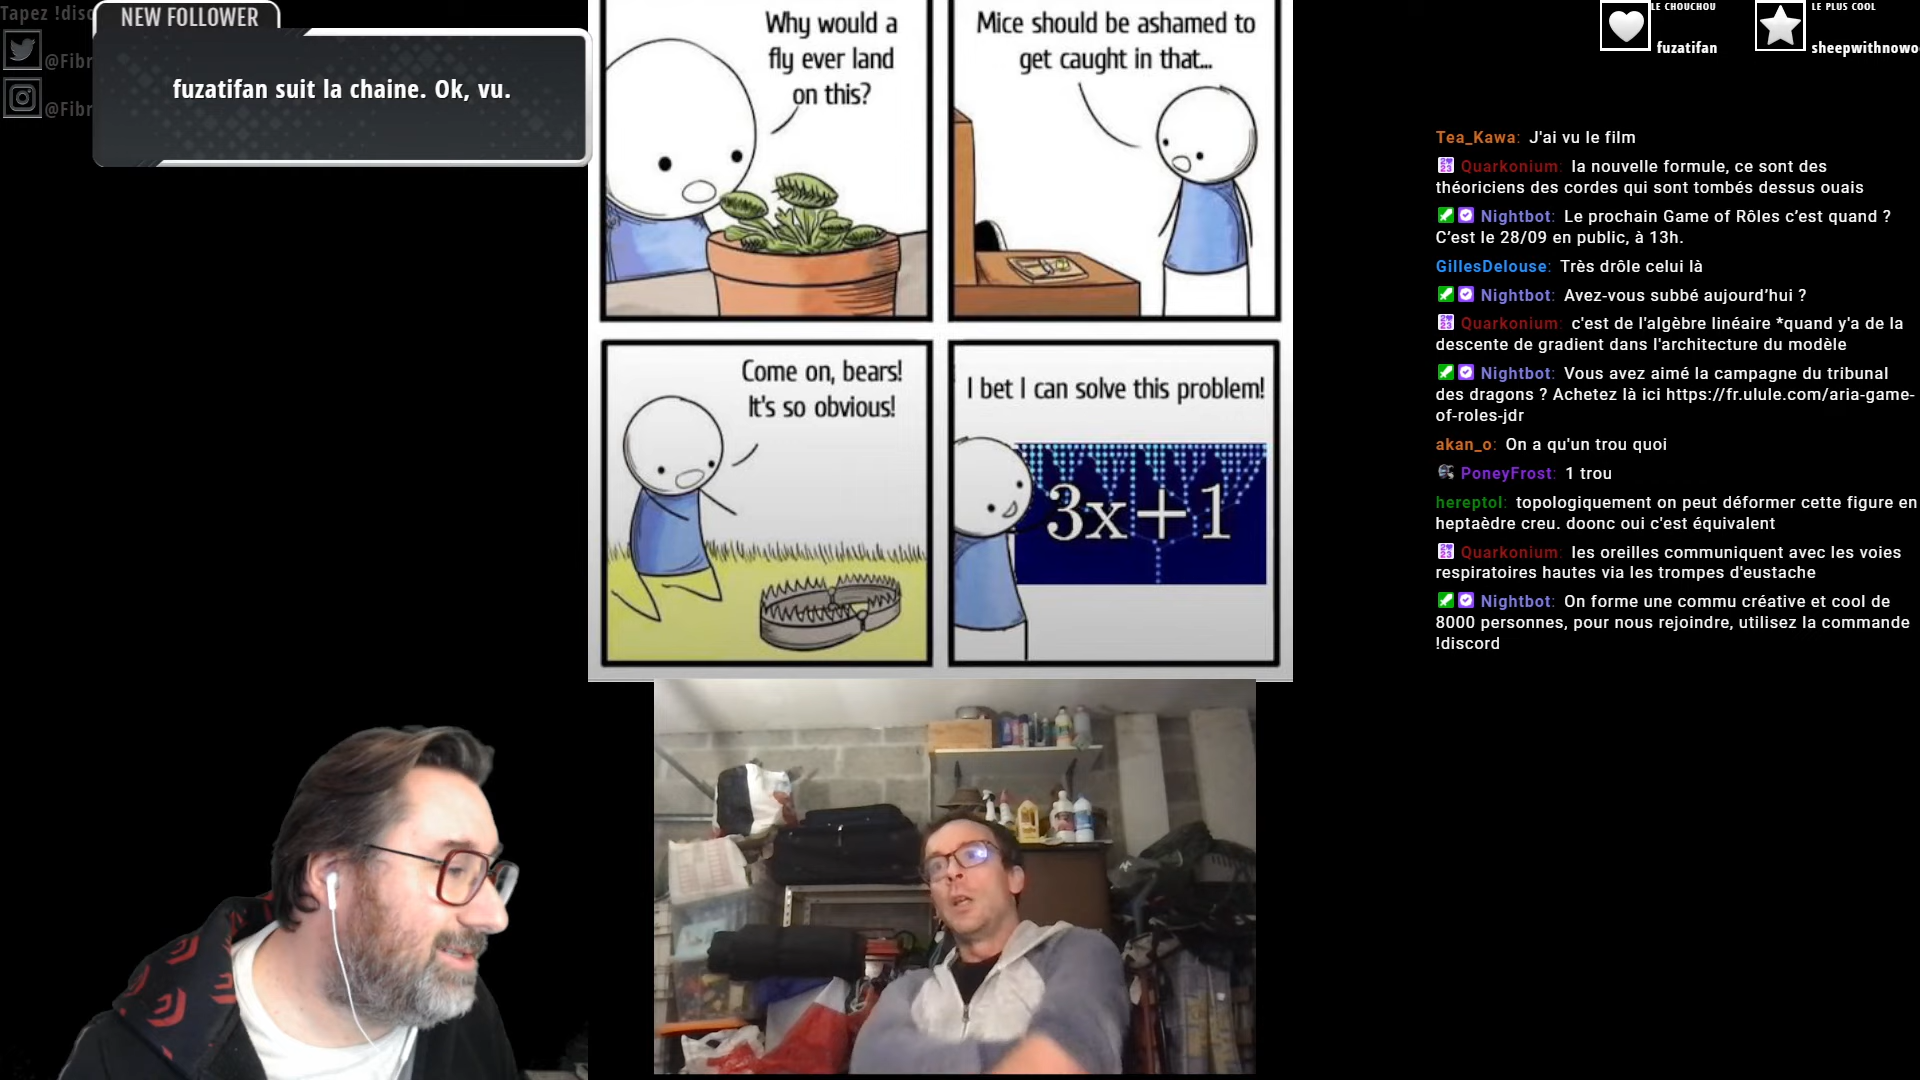 Tapez !disc
NEW FOLLOWER
@Fibr
fuzatifan suit la chaine. Ok, vu.
@Fibr
Why would a
fly ever land
on this?
Mice should be ashamed to
get caught in that...
Come on, bears!
It's so obvious!
I bet I can solve this problem!
3x+1
LE CHOUCHOU
fuzatifan
LE PLUS COOL
sheepwithnowo
Tea_Kawa: J'ai vu le film
Quarkonium: la nouvelle formule, ce sont des
théoriciens des cordes qui sont tombés dessus ouais
Nightbot: Le prochain Game of Rôles c’est quand ?
C’est le 28/09 en public, à 13h.
GillesDelouse: Très drôle celui là
Nightbot: Avez-vous subbé aujourd’hui ?
Quarkonium: c'est de l'algèbre linéaire *quand y'a de la
descente de gradient dans l'architecture du modèle
Nightbot: Vous avez aimé la campagne du tribunal
des dragons ? Achetez là ici https://fr.ulule.com/aria-game-
of-roles-jdr
akan_o: On a qu'un trou quoi
PoneyFrost: 1 trou
hereptol: topologiquement on peut déformer cette figure en
heptaèdre creu. doonc oui c'est équivalent
Quarkonium: les oreilles communiquent avec les voies
respiratoires hautes via les trompes d'eustache
Nightbot: On forme une commu créative et cool de
8000 personnes, pour nous rejoindre, utilisez la commande
!discord